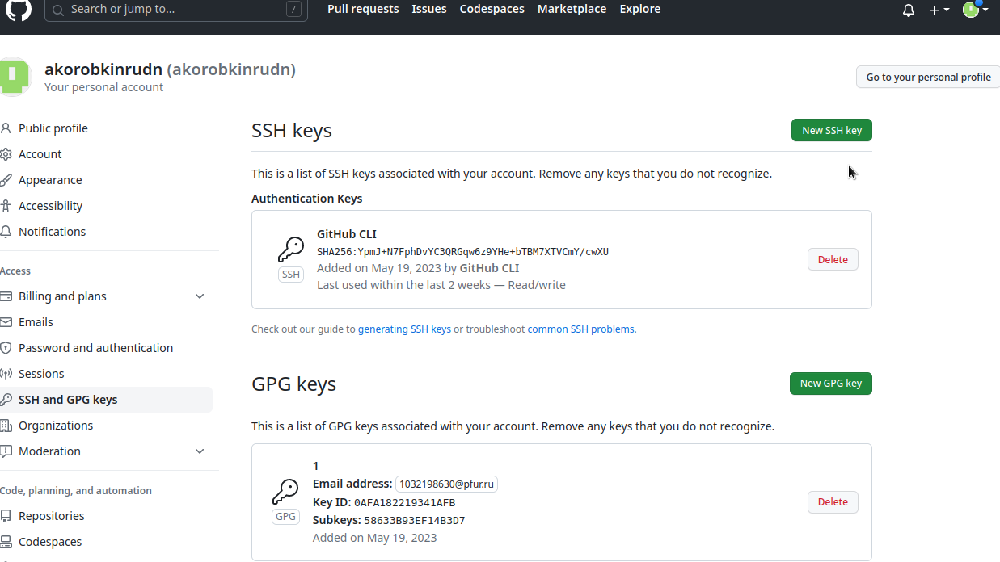 Search or jump to... /
Pull requests Issues Codespaces Marketplace Explore
akorobkinrudn (akorobkinrudn)
Your personal account
Go to your personal profile
Public profile
Account
Appearance
Accessibility
Notifications
Access
Billing and plans
Emails
Password and authentication
Sessions
SSH and GPG keys
Organizations
Moderation
Code, planning, and automation
Repositories
Codespaces
SSH keys
New SSH key
This is a list of SSH keys associated with your account. Remove any keys that you do not recognize.
Authentication Keys
GitHub CLI
SHA256:YpmJ+N7FphDvYC3QRGqw6z9YHe+bTBM7XTVCmY/cwXU
Added on May 19, 2023 by GitHub CLI
Last used within the last 2 weeks — Read/write
SSH
Delete
Check out our guide to generating SSH keys or troubleshoot common SSH problems.
GPG keys
New GPG key
This is a list of GPG keys associated with your account. Remove any keys that you do not recognize.
1
Email address: 1032198630@pfur.ru
Key ID: 0AFA182219341AFB
Subkeys: 58633B93EF14B3D7
Added on May 19, 2023
GPG
Delete